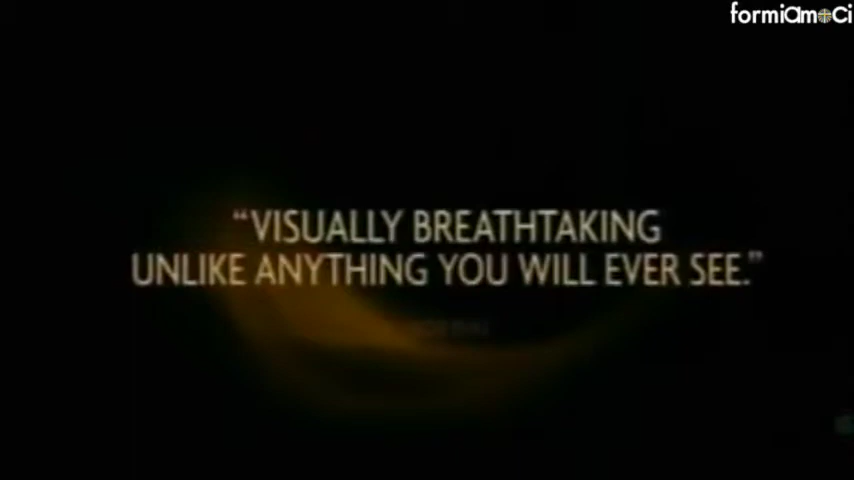 formiamoCi
“VISUALLY BREATHTAKING
UNLIKE ANYTHING YOU WILL EVER SEE.”